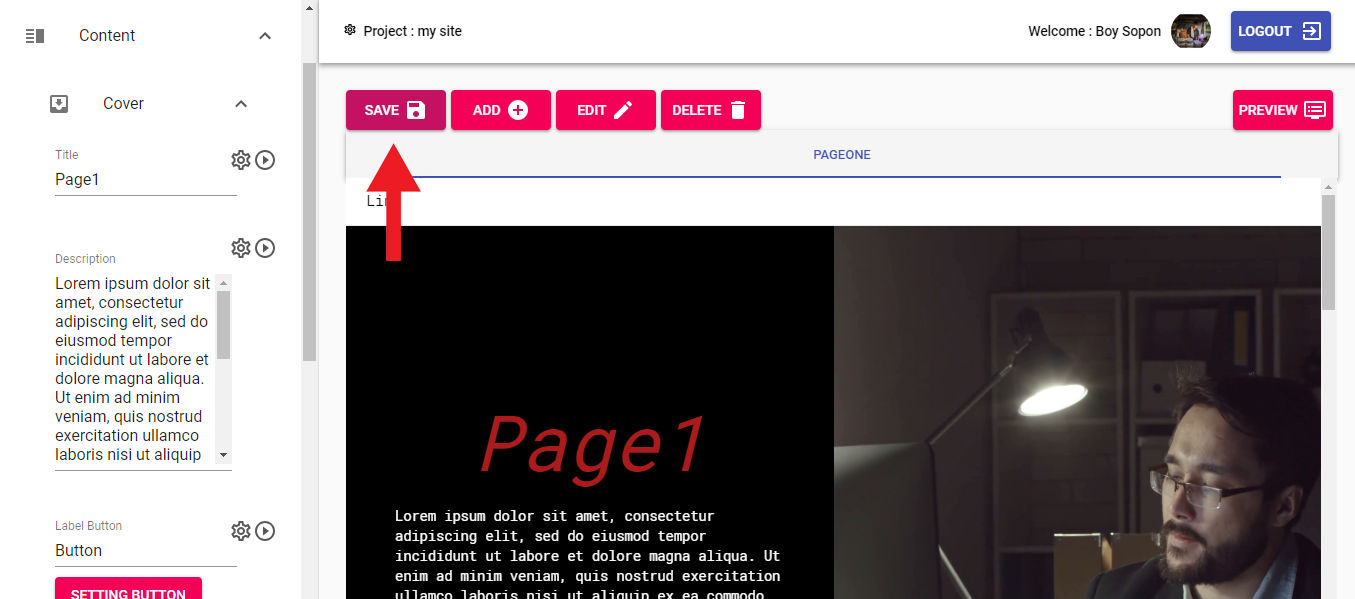 Content
Cover
Title
Page1
Description
Lorem ipsum dolor sit
amet, consectetur
adipiscing elit, sed do
eiusmod tempor
incididunt ut labore et
dolore magna aliqua.
Ut enim ad minim
veniam, quis nostrud
exercitation ullamco
laboris nisi ut aliquip
Label Button
Button
SETTING BUTTON
Project : my site
Welcome : Boy Sopon
LOGOUT
SAVE
ADD
EDIT
DELETE
PREVIEW
PAGEONE
Page1
Lorem ipsum dolor sit amet, consectetur
adipiscing elit, sed do eiusmod tempor
incididunt ut labore et dolore magna aliqua. Ut
enim ad minim veniam, quis nostrud exercitation
ullamco laboris nisi ut aliquip ex ea commodo